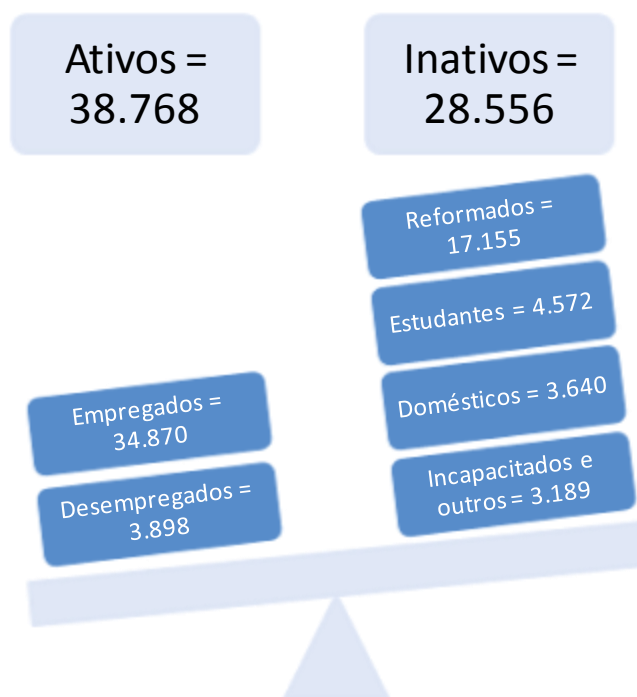 Ativos =
38.768
Inativos =
28.556
Reformados =
17.155
Estudantes = 4.572
Domésticos = 3.640
Incapacitados e
outros = 3.189
Empregados =
34.870
Desempregados =
3.898